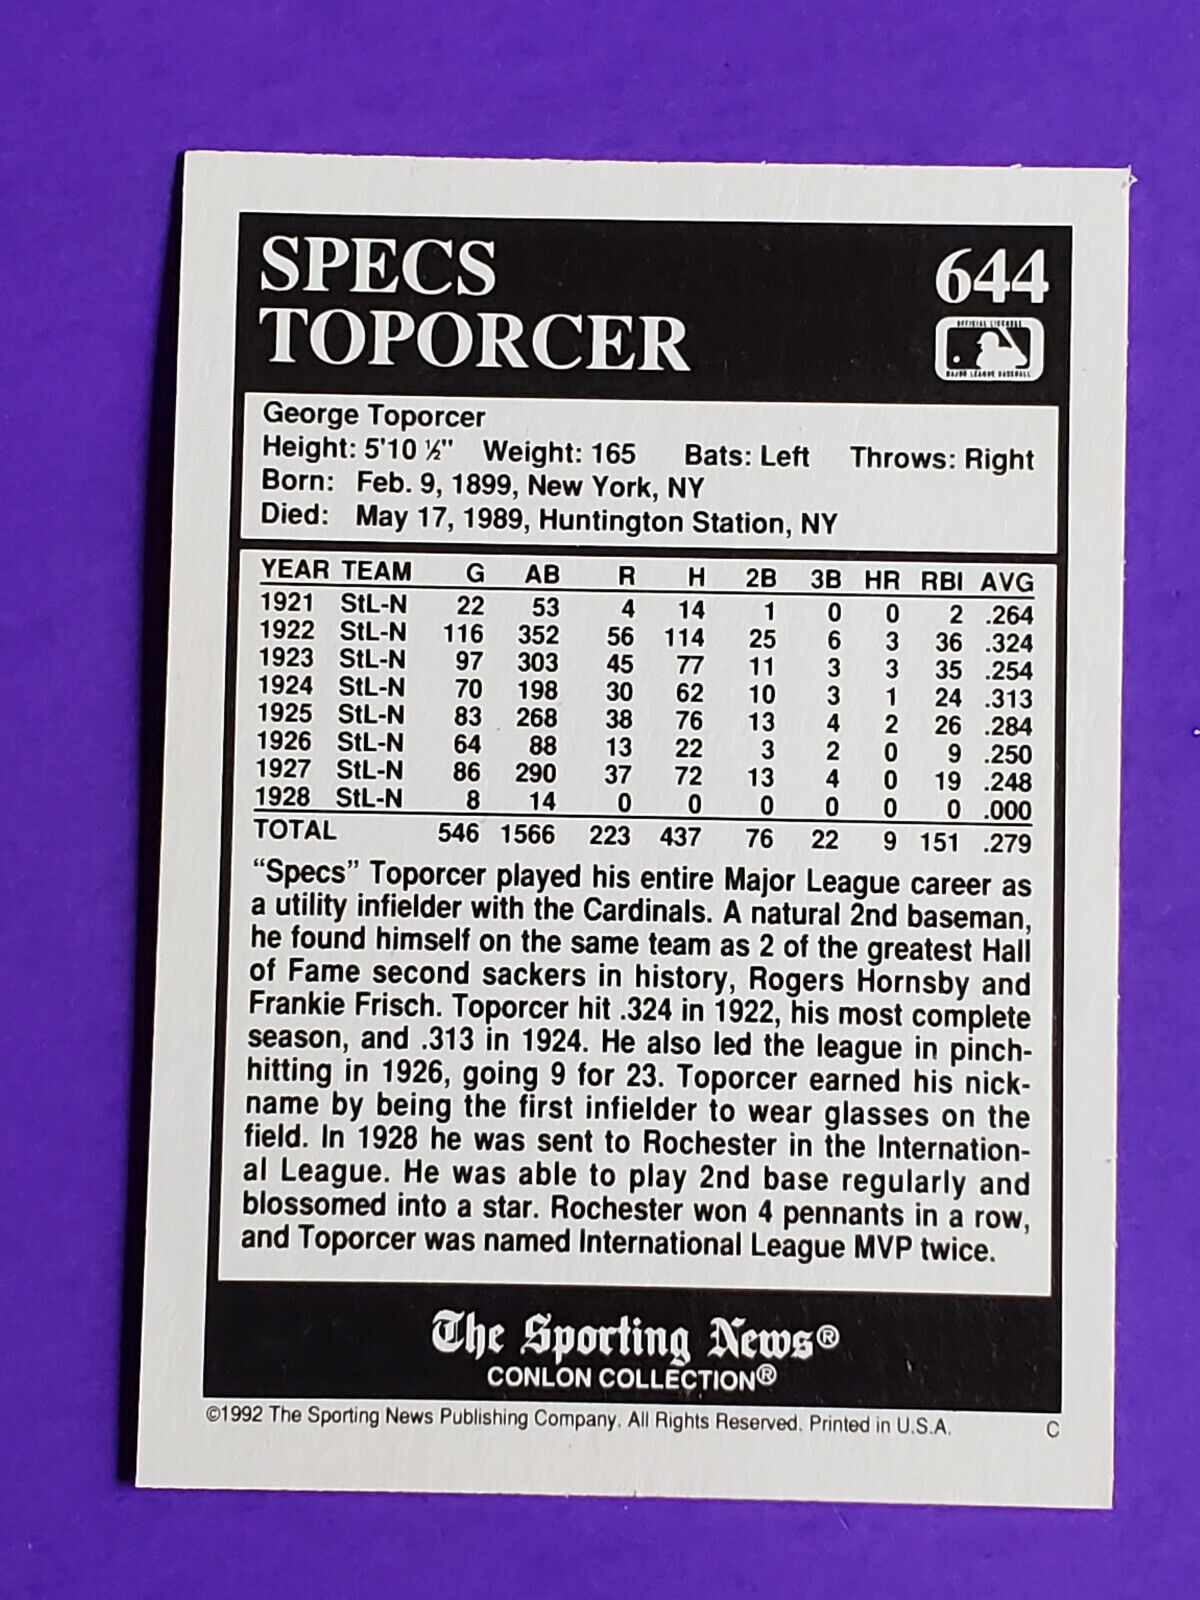 SPECS
TOPORCER
644
OFFICIAL LICENSEE
MAJOR LEAGUE BASEBALL
George Toporcer
Height: 5'10 ½" Weight: 165 Bats: Left Throws: Right
Born: Feb. 9, 1899, New York, NY
Died: May 17, 1989, Huntington Station, NY
YEAR TEAM G AB R H 2B 3B HR RBI AVG
1921 StL-N 22 53 4 14 1 0 0 2 .264
1922 StL-N 116 352 56 114 25 6 3 36 .324
1923 StL-N 97 303 45 77 11 3 3 35 .254
1924 StL-N 70 198 30 62 10 3 1 24 .313
1925 StL-N 83 268 38 76 13 4 2 26 .284
1926 StL-N 64 88 13 22 3 2 0 9 .250
1927 StL-N 86 290 37 72 13 4 0 19 .248
1928 StL-N 8 14 0 0 0 0 0 0 .000
TOTAL 546 1566 223 437 76 22 9 151 .279
“Specs” Toporcer played his entire Major League career as
a utility infielder with the Cardinals. A natural 2nd baseman,
he found himself on the same team as 2 of the greatest Hall
of Fame second sackers in history, Rogers Hornsby and
Frankie Frisch. Toporcer hit .324 in 1922, his most complete
season, and .313 in 1924. He also led the league in pinch-
hitting in 1926, going 9 for 23. Toporcer earned his nick-
name by being the first infielder to wear glasses on the
field. In 1928 he was sent to Rochester in the Internation-
al League. He was able to play 2nd base regularly and
blossomed into a star. Rochester won 4 pennants in a row,
and Toporcer was named International League MVP twice.
The Sporting News®
CONLON COLLECTION®
©1992 The Sporting News Publishing Company. All Rights Reserved. Printed in U.S.A. C